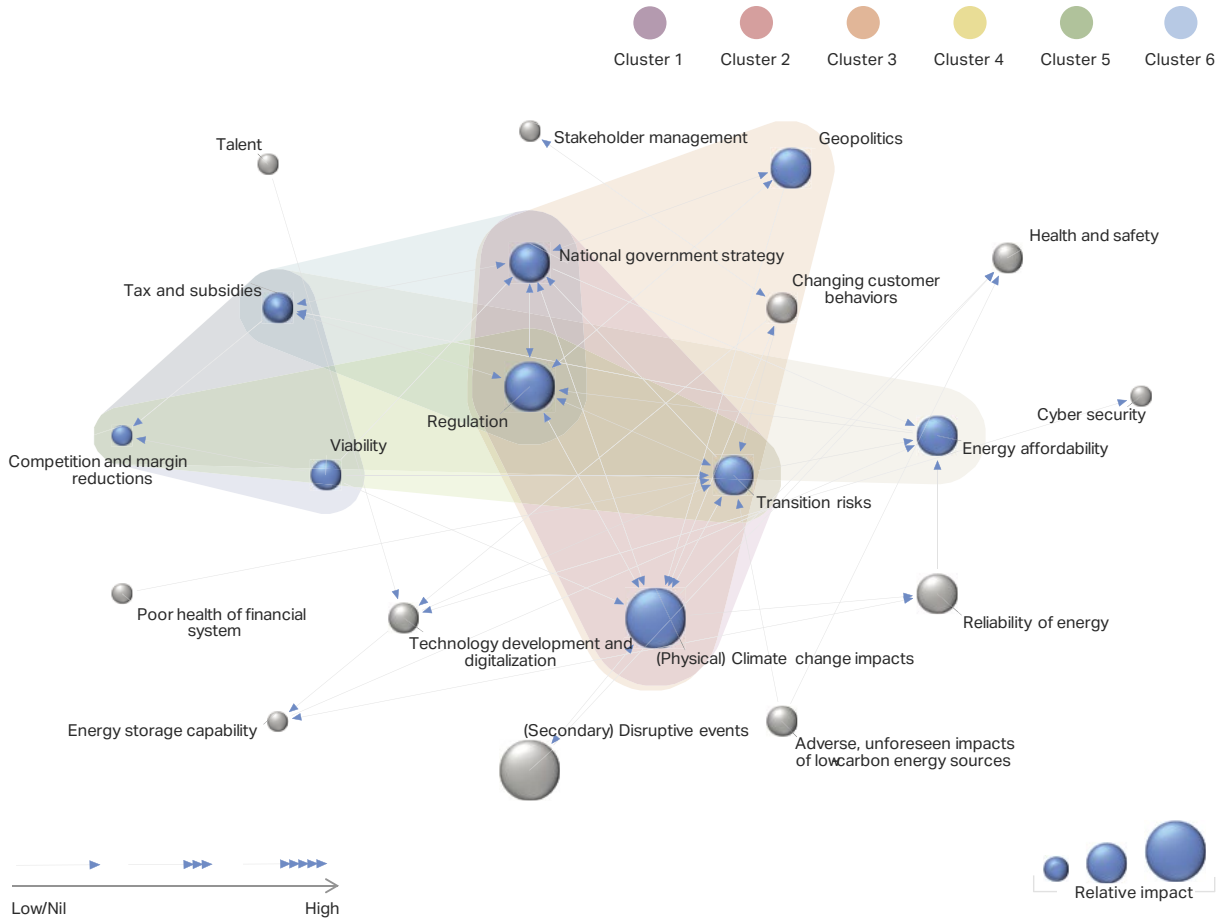 Cluster 1
Cluster 2
Cluster 3
Cluster 4
Cluster 5
Cluster 6
Talent
Stakeholder management
Geopolitics
Health and safety
National government strategy
Changing customer
behaviors
Tax and subsidies
Regulation
Cyber security
Viability
Energy affordability
Competition and margin
reductions
Transition risks
Poor health of financial
system
Reliability of energy
Technology development and
digitalization
(Physical) Climate change impacts
Energy storage capability
(Secondary) Disruptive events
Adverse, unforeseen impacts
of lowcarbon energy sources
Relative impact
Low/Nil
High